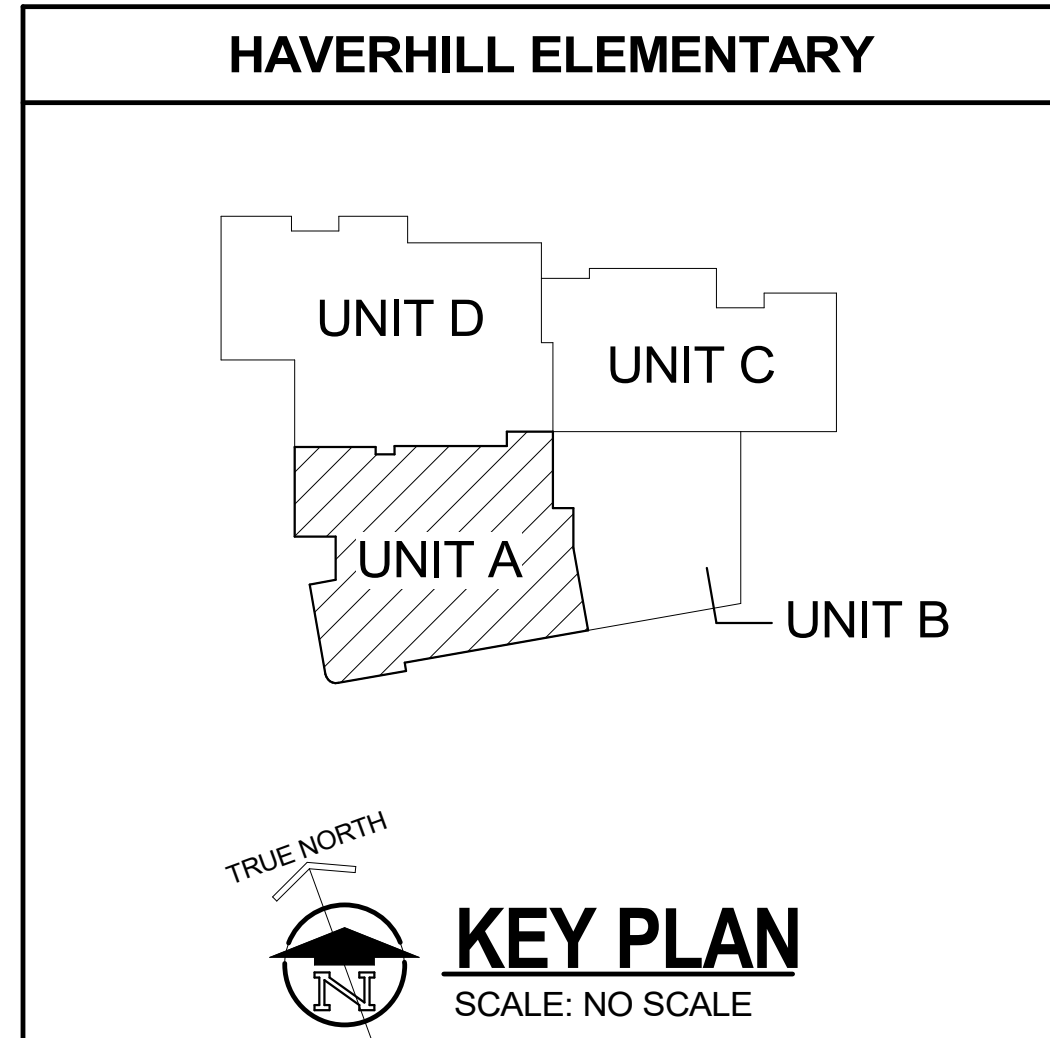 HAVERHILL ELEMENTARY
UNIT D
UNIT C
UNIT A
UNIT B
TRUE NORTH
N
KEY PLAN
SCALE: NO SCALE